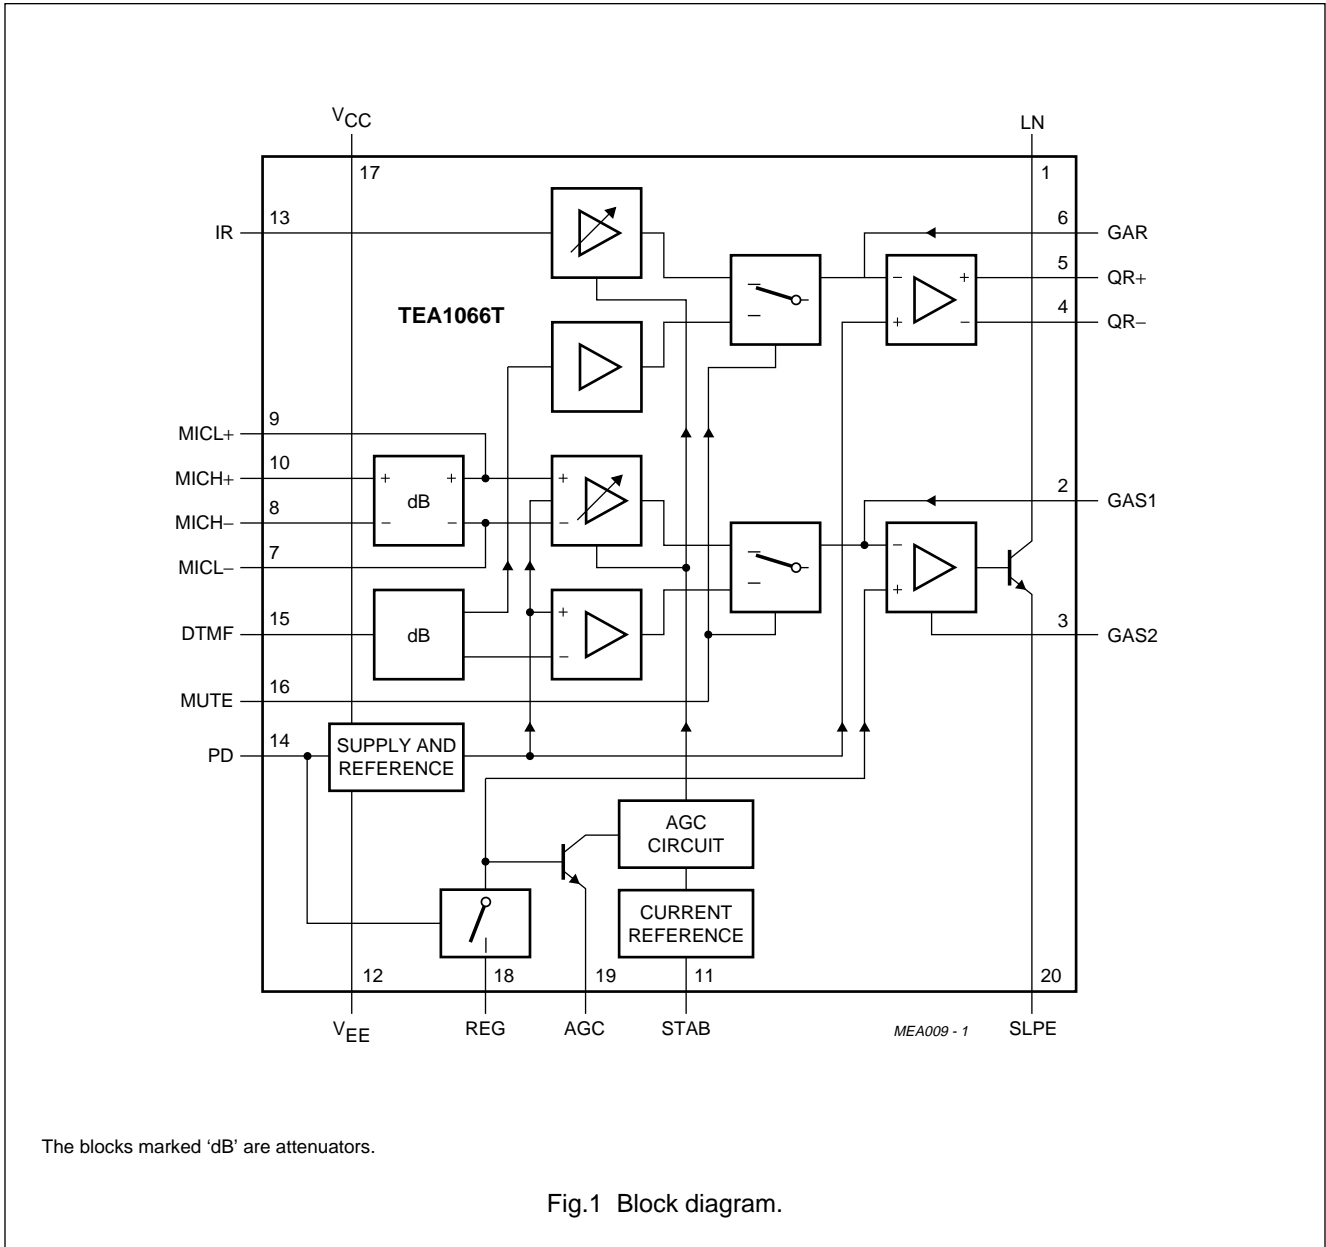 VCC
LN
17
1
IR
13
6
GAR
5
QR+
TEA1066T
4
QR−
9
MICL+
10
MICH+
+
+
dB
+
−
+
−
+
−
8
MICH−
−
−
−
7
MICL−
2
GAS1
−
+
15
DTMF
dB
+
−
3
GAS2
16
MUTE
14
PD
SUPPLY AND
REFERENCE
AGC
CIRCUIT
CURRENT
REFERENCE
12
18
19
11
20
VEE
REG
AGC
STAB
MEA009 - 1
SLPE
The blocks marked ‘dB’ are attenuators.
Fig.1 Block diagram.